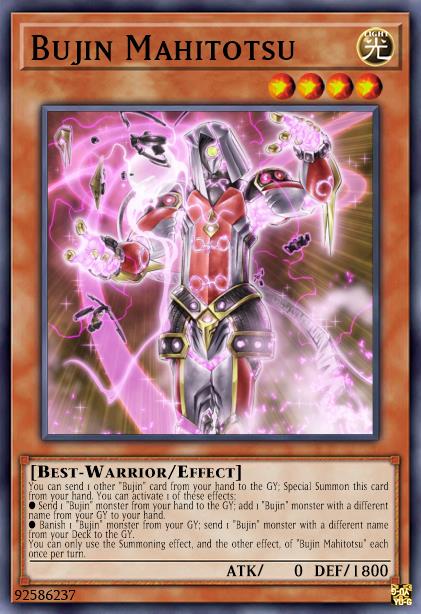 BUJIN MAHITOTSU
LIGHT
光
[BEST-WARRIOR/EFFECT]
You can send 1 other "Bujin" card from your hand to the GY; Special Summon this card
from your hand. You can activate 1 of these effects;
● Send 1 "Bujin" monster from your hand to the GY; add 1 "Bujin" monster with a different
name from your GY to your hand.
● Banish 1 "Bujin" monster from your GY; send 1 "Bujin" monster with a different name
from your Deck to the GY.
You can only use the Summoning effect, and the other effect, of "Bujin Mahitotsu" each
once per turn.
ATK/ 0 DEF/1800
92586237